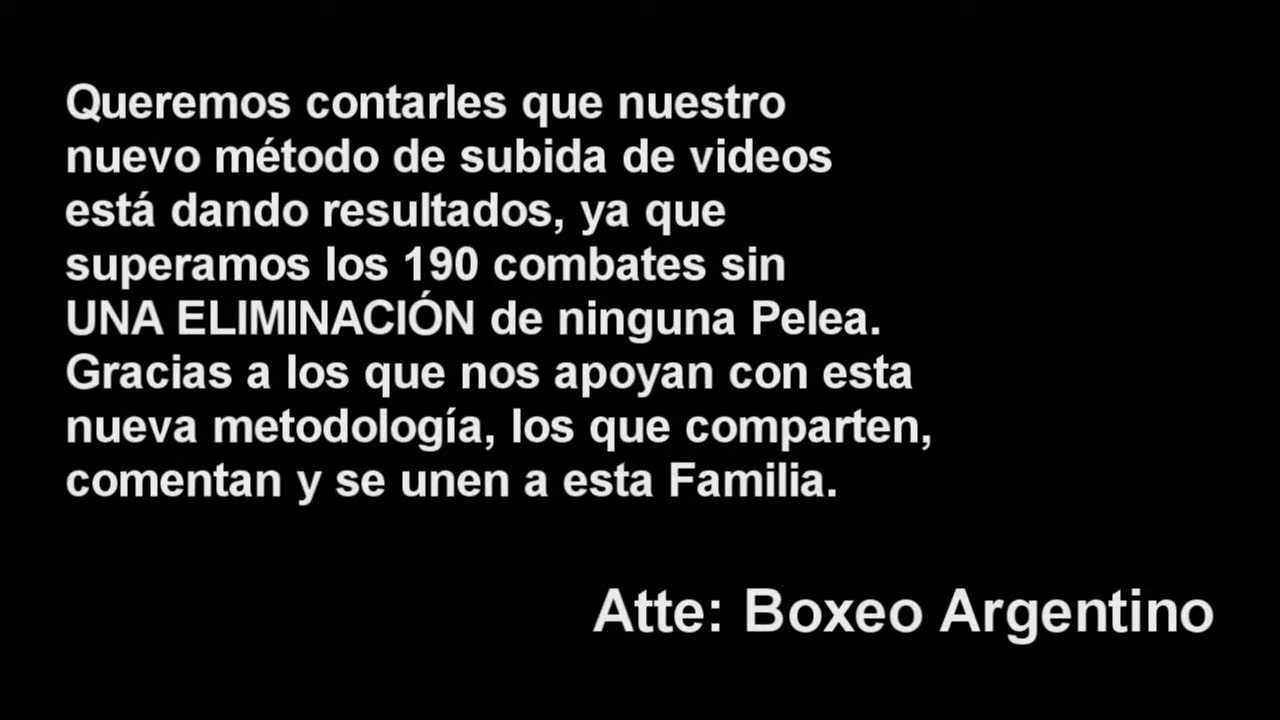 Queremos contarles que nuestro
nuevo método de subida de videos
está dando resultados, ya que
superamos los 190 combates sin
UNA ELIMINACIÓN de ninguna Pelea.
Gracias a los que nos apoyan con esta
nueva metodología, los que comparten,
comentan y se unen a esta Familia.
Atte: Boxeo Argentino